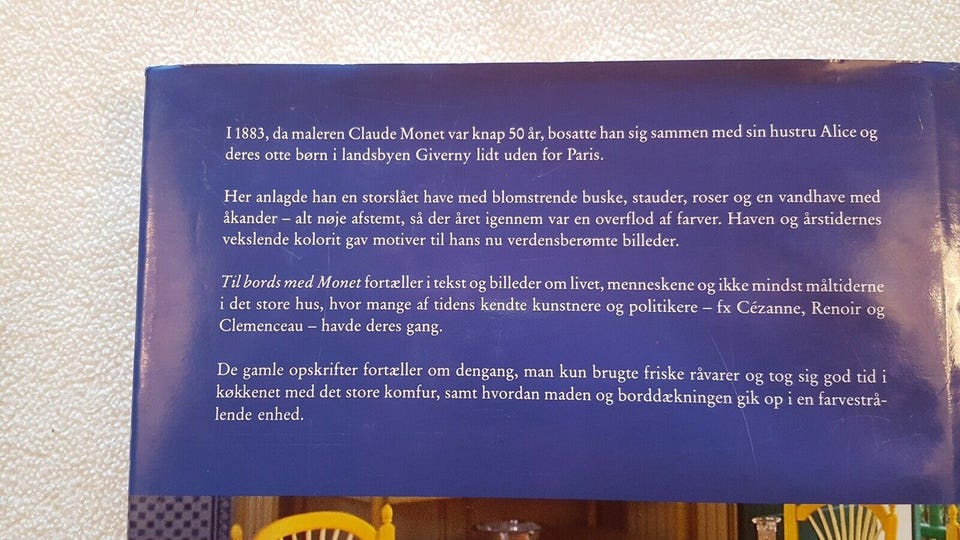 I 1883, da maleren Claude Monet var knap 50 år, bosatte han sig sammen med sin hustru Alice og
deres otte børn i landsbyen Giverny lidt uden for Paris.
Her anlagde han en storslået have med blomstrende buske, stauder, roser og en vandhave med
åkander – alt nøje afstemt, så der året igennem var en overflod af farver. Haven og årstidernes
vekslende kolorit gav motiver til hans nu verdensberømte billeder.
Til bords med Monet fortæller i tekst og billeder om livet, menneskene og ikke mindst måltiderne
i det store hus, hvor mange af tidens kendte kunstnere og politikere – fx Cézanne, Renoir og
Clemenceau – havde deres gang.
De gamle opskrifter fortæller om dengang, man kun brugte friske råvarer og tog sig god tid i
køkkenet med det store komfur, samt hvordan maden og borddækningen gik op i en farvestrå-
lende enhed.